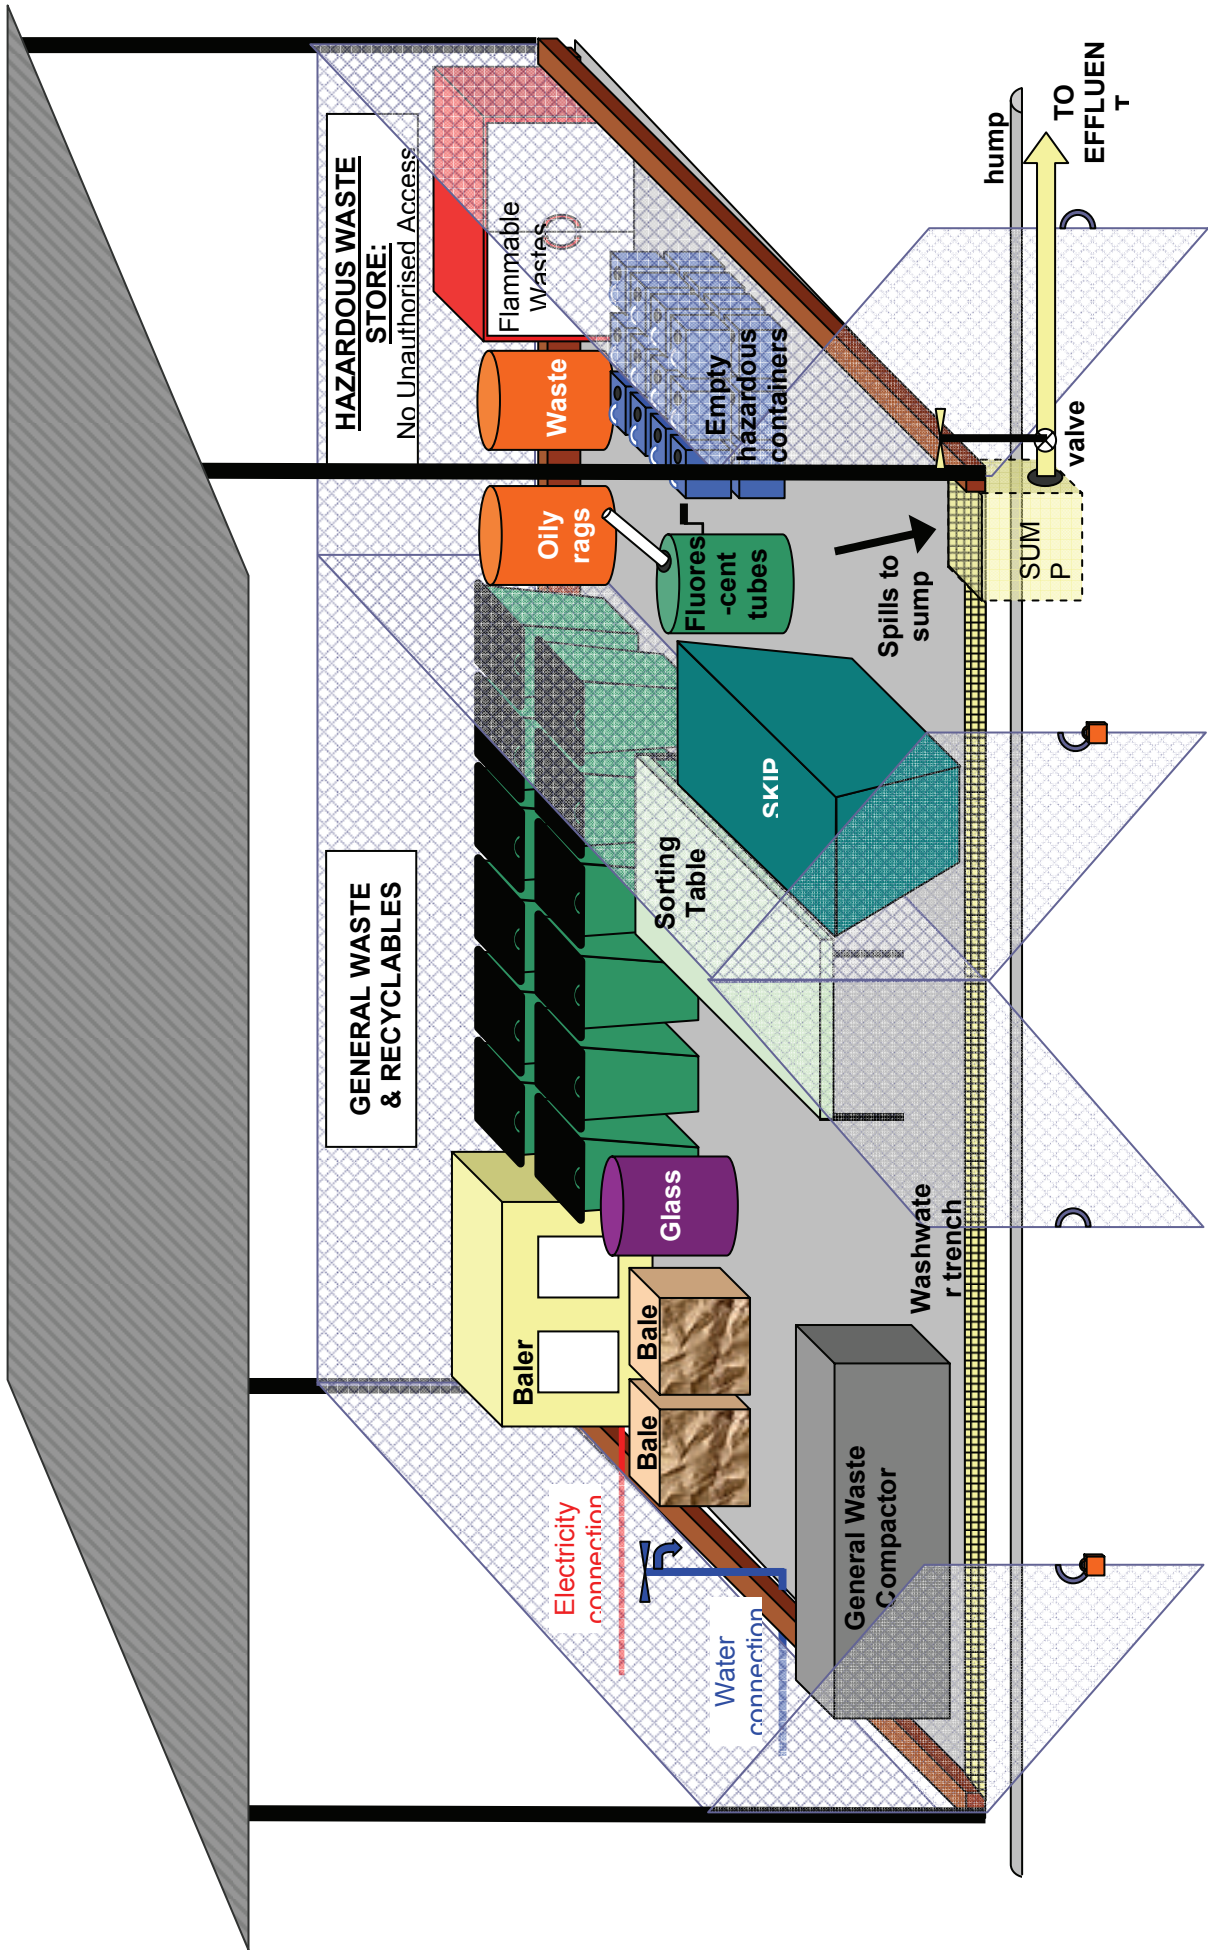 GENERAL WASTE
& RECYCLABLES
HAZARDOUS WASTE
STORE:
No Unauthorised Access
Baler
Electricity
connection
Water
connection
Bale
Bale
Glass
General Waste
Compactor
Sorting
Table
SKIP
Washwate
r trench
Oily
rags
Waste
Flammable
Wastes
Fluores
-cent
tubes
Empty
hazardous
containers
Spills to
sump
SUM
P
valve
hump
TO
EFFLUEN
T